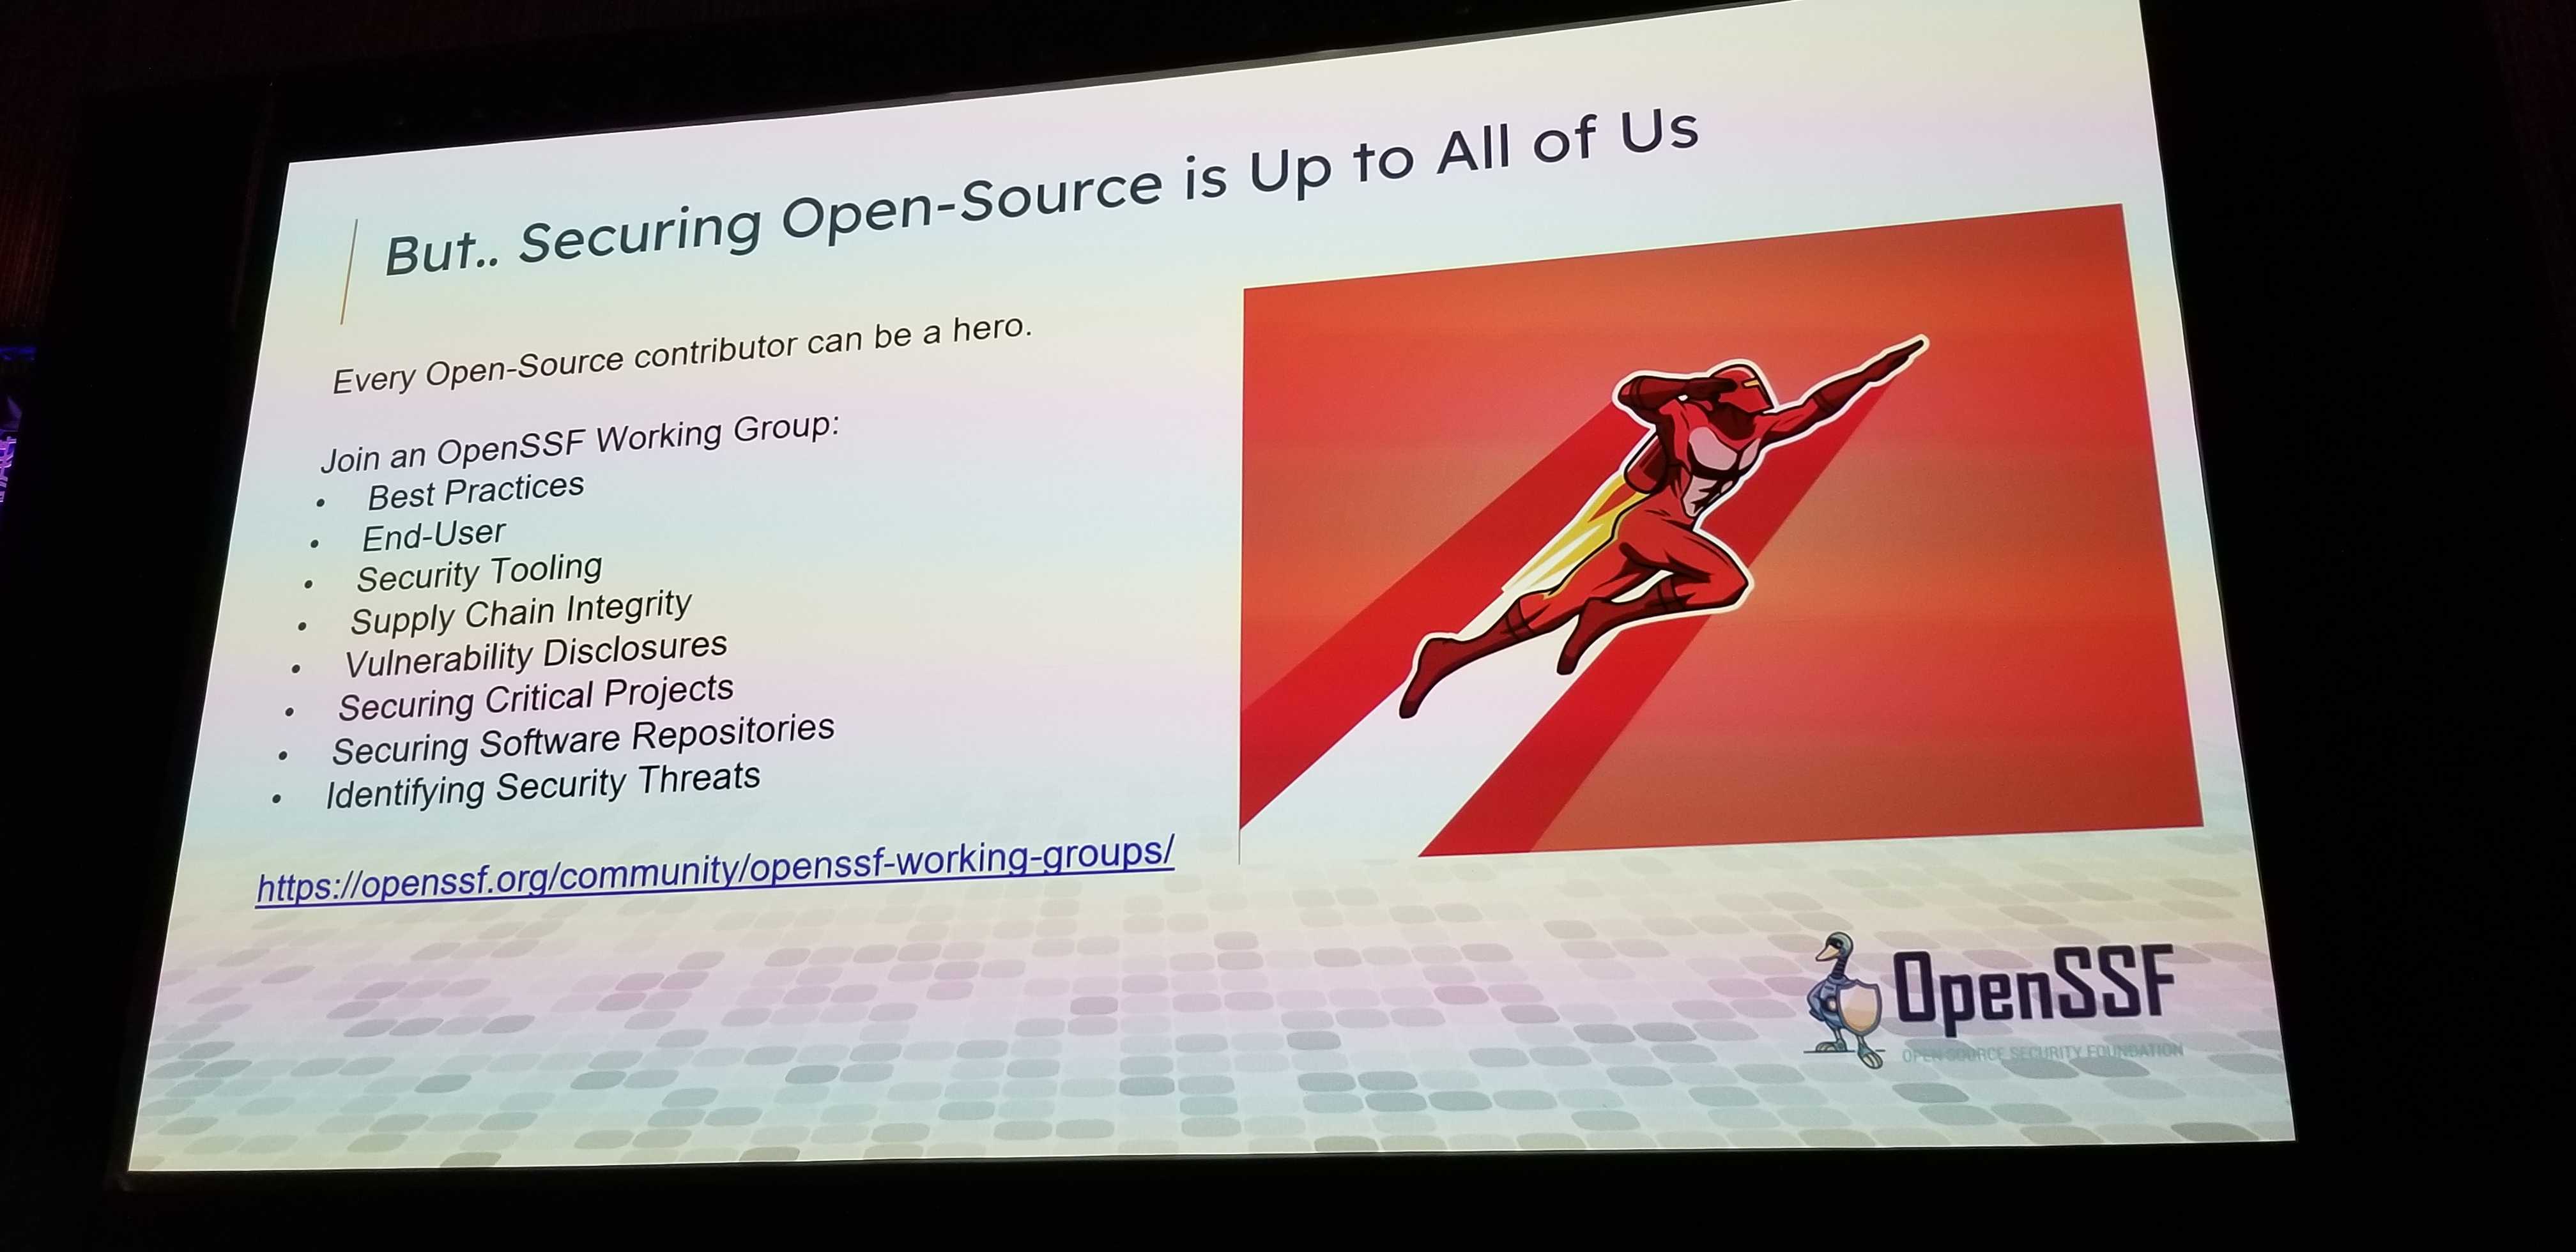 But.. Securing Open-Source is Up to All of Us
Every Open-Source contributor can be a hero.
Join an OpenSSF Working Group:
• Best Practices
• End-User
• Security Tooling
• Supply Chain Integrity
• Vulnerability Disclosures
• Securing Critical Projects
• Securing Software Repositories
• Identifying Security Threats
https://openssf.org/community/openssf-working-groups/
OpenSSF
OPEN SOURCE SECURITY FOUNDATION